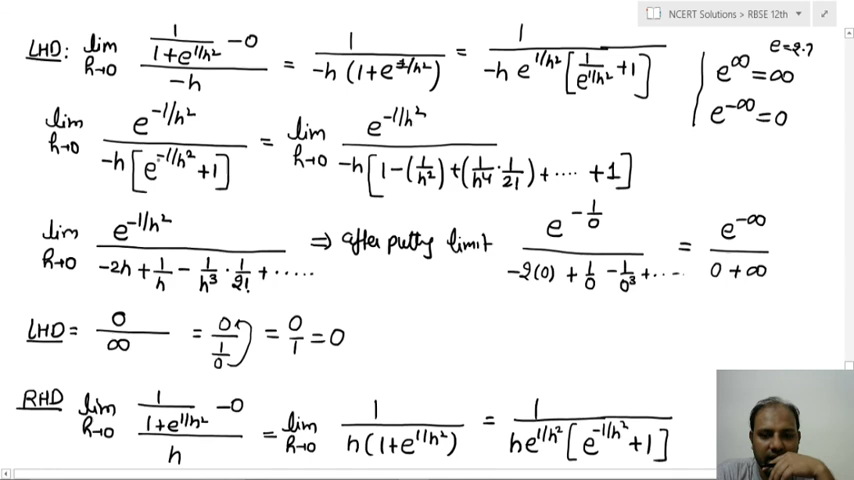 NCERT Solutions > RBSE 12th
LHD: lim h→0 (1/(1+e^(1/h²)) - 0)/(-h) = 1/(-h(1+e^(1/h²))) = 1/(-h e^(1/h²) [1/e^(1/h²) + 1])
e=2.7
e^∞ = ∞
e^-∞ = 0
lim h→0 e^(-1/h²)/(-h[e^(-1/h²) + 1]) = lim h→0 e^(-1/h²)/(-h[1 - (1/h²) + (1/h⁴ · 1/2!) + .... + 1])
lim h→0 e^(-1/h²)/(-2h + 1/h - 1/h³ · 1/2! + .....) ⇒ after putty limit e^(-1/0)/(-2(0) + 1/0 - 1/0³ + ....) = e^-∞/(0+∞)
LHD = 0/∞ = 0/(1/0) = 0/1 = 0
RHD lim h→0 (1/(1+e^(1/h²)) - 0)/h = lim h→0 1/(h(1+e^(1/h²))) = 1/(h e^(1/h²) [e^(-1/h²) + 1])